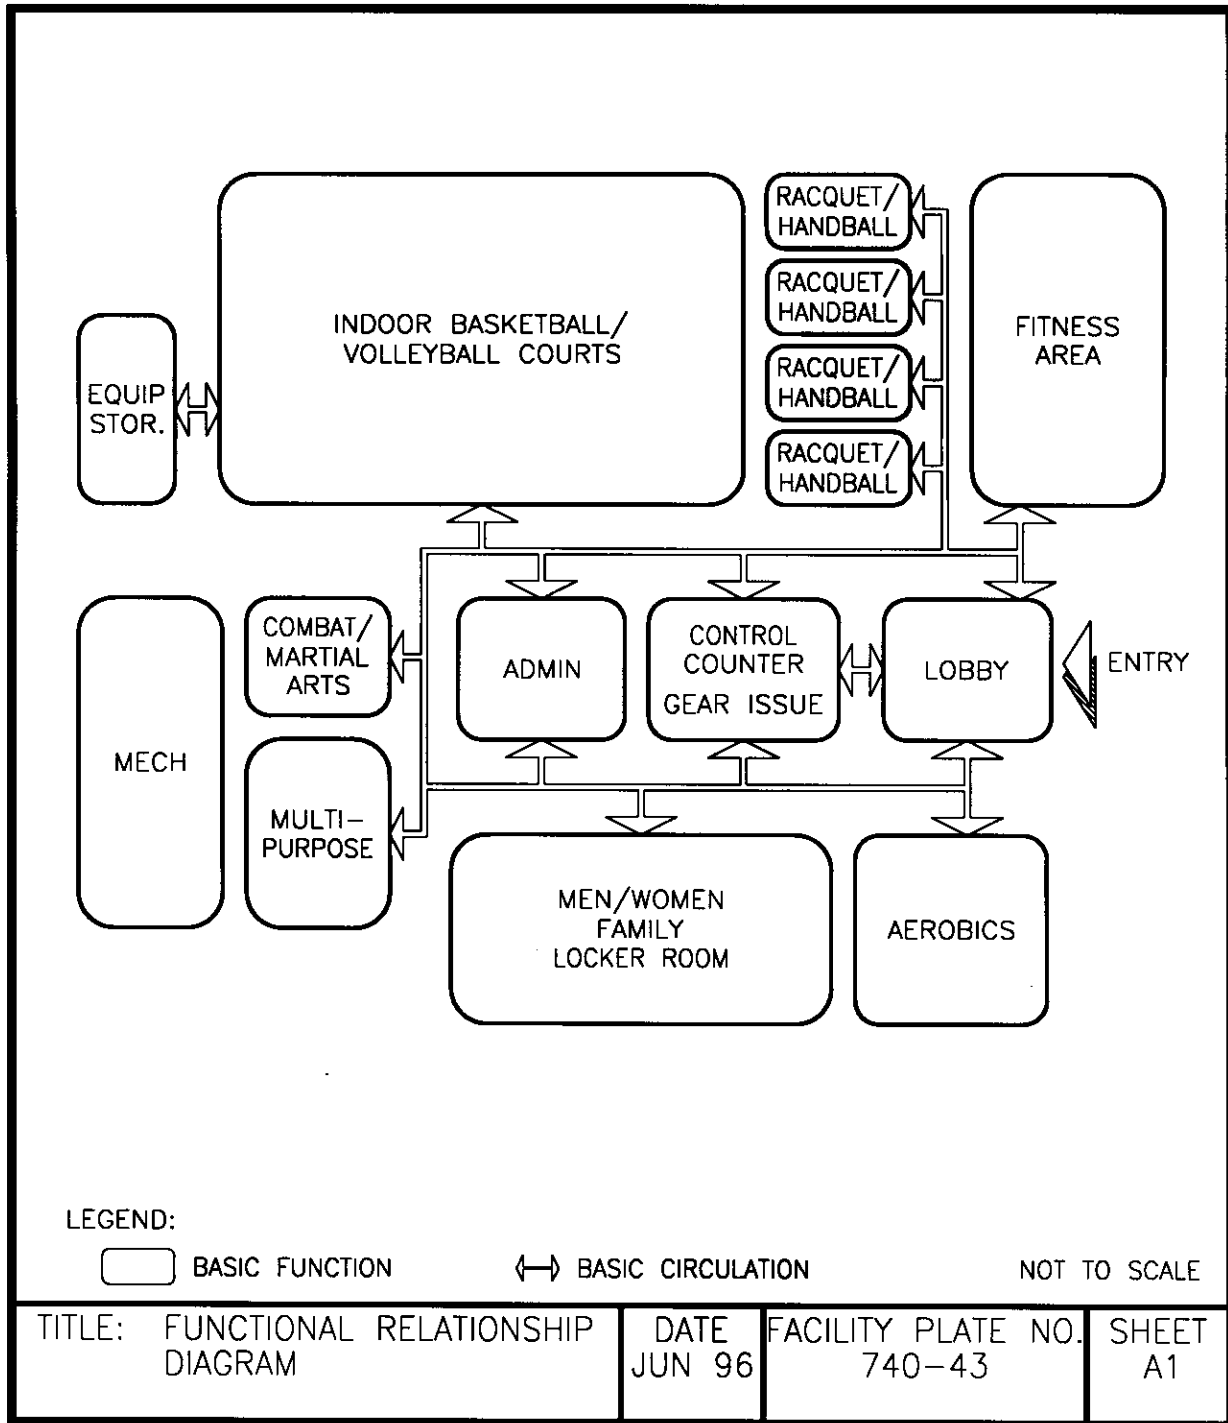 INDOOR BASKETBALL/
VOLLEYBALL COURTS
RACQUET/
HANDBALL
RACQUET/
HANDBALL
RACQUET/
HANDBALL
RACQUET/
HANDBALL
FITNESS
AREA
EQUIP
STOR.
MECH
COMBAT/
MARTIAL
ARTS
MULTI-
PURPOSE
ADMIN
CONTROL
COUNTER
GEAR ISSUE
LOBBY
ENTRY
MEN/WOMEN
FAMILY
LOCKER ROOM
AEROBICS
LEGEND:
BASIC FUNCTION
BASIC CIRCULATION
NOT TO SCALE
TITLE: FUNCTIONAL RELATIONSHIP
DIAGRAM
DATE
JUN 96
FACILITY PLATE NO.
740-43
SHEET
A1